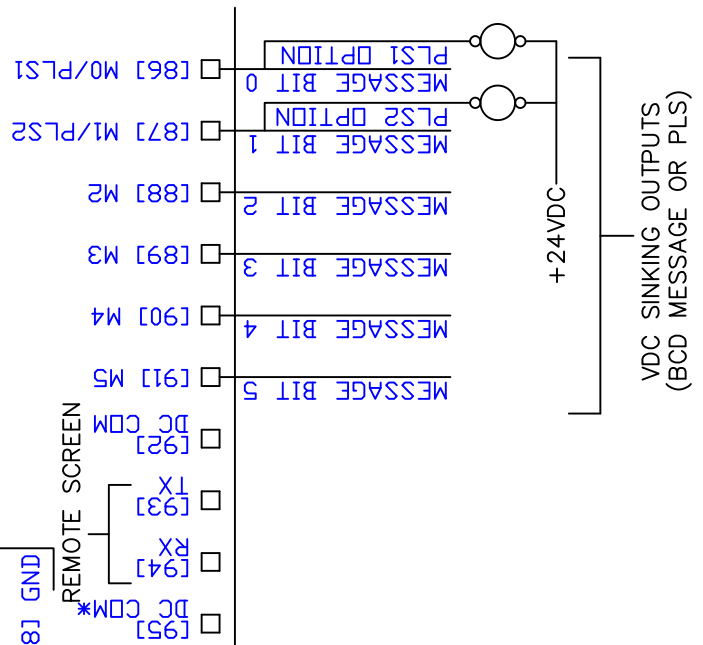 [86] M0/PLS1
PLS1 OPTION
MESSAGE BIT 0
[87] M1/PLS2
PLS2 OPTION
MESSAGE BIT 1
[88] M2
MESSAGE BIT 2
[89] M3
MESSAGE BIT 3
[90] M4
MESSAGE BIT 4
[91] M5
MESSAGE BIT 5
[92]
DC COM
[93]
TX
[94]
RX
[95]
DC COM*
REMOTE SCREEN
8] GND
+24VDC
VDC SINKING OUTPUTS
(BCD MESSAGE OR PLS)